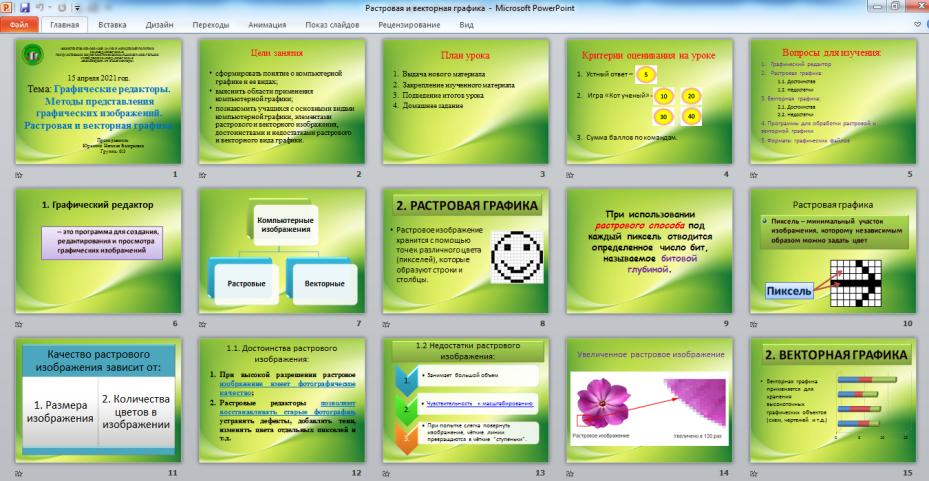 Растровая и векторная графика - Microsoft PowerPoint
Файл Главная Вставка Дизайн Переходы Анимация Показ слайдов Рецензирование Вид
15 апреля 2021 год.
Тема: Графические редакторы.
Методы представления
графических изображений.
Растровая и векторная графика.
1
Цели занятия
• сформировать понятие о компьютерной
графике и ее видах;
• выяснить области применения
компьютерной графики;
• познакомить учащихся с основными видами
компьютерной графики, элементами
растрового и векторного изображения,
достоинствами и недостатками растрового
и векторного вида графики.
2
План урока
1. Выдача нового материала
2. Закрепление изученного материала
3. Подведение итогов урока
4. Домашнее задание
3
Критерии оценивания на уроке
1. Устный ответ – 5
2. Игра «Кот ученый»- 10 20
30 40
3. Сумма баллов по командам.
4
Вопросы для изучения:
1. Графический редактор
2. Растровая графика:
1.1. Достоинства
1.2. Недостатки
3. Векторная графика:
2.1. Достоинства
2.2. Недостатки
4. Программы для обработки растровой и
векторной графики
5. Форматы графических файлов
5
1. Графический редактор
– это программа для создания,
редактирования и просмотра
графических изображений
6
Компьютерные
изображения
Растровые Векторные
7
2. РАСТРОВАЯ ГРАФИКА
• Растровое изображение
хранится с помощью
точек различного цвета
(пикселей), которые
образуют строки и
столбцы.
8
При использовании
растрового способа под
каждый пиксель отводится
определенное число бит,
называемое битовой
глубиной.
9
Растровая графика
Пиксель – минимальный участок
изображения, которому независимым
образом можно задать цвет
Пиксель
10
Качество растрового
изображения зависит от:
1. Размера
изображения
2. Количества
цветов в
изображении
11
1.1. Достоинства растрового
изображения:
1. При высокой разрешении растровое
изображение имеет фотографическое
качество;
2. Растровые редакторы позволяют
восстанавливать старые фотографии,
устранять дефекты, добавлять тени,
изменять цвета отдельных пикселей и
т.д.
12
1.2 Недостатки растрового
изображения:
1. • Занимает большой объем
2. • Чувствительность к масштабированию
3. • При попытке слегка повернуть
изображение, чёткие линии
превращаются в чёткие "ступеньки".
13
Увеличенное растровое изображение
Растровое изображение
Увеличено в 120 раз
14
2. ВЕКТОРНАЯ ГРАФИКА
• Векторная графика
применяется для
хранения
высокоточных
графических объектов
(схем, чертежей и т.д.)
0 5 10 15
15